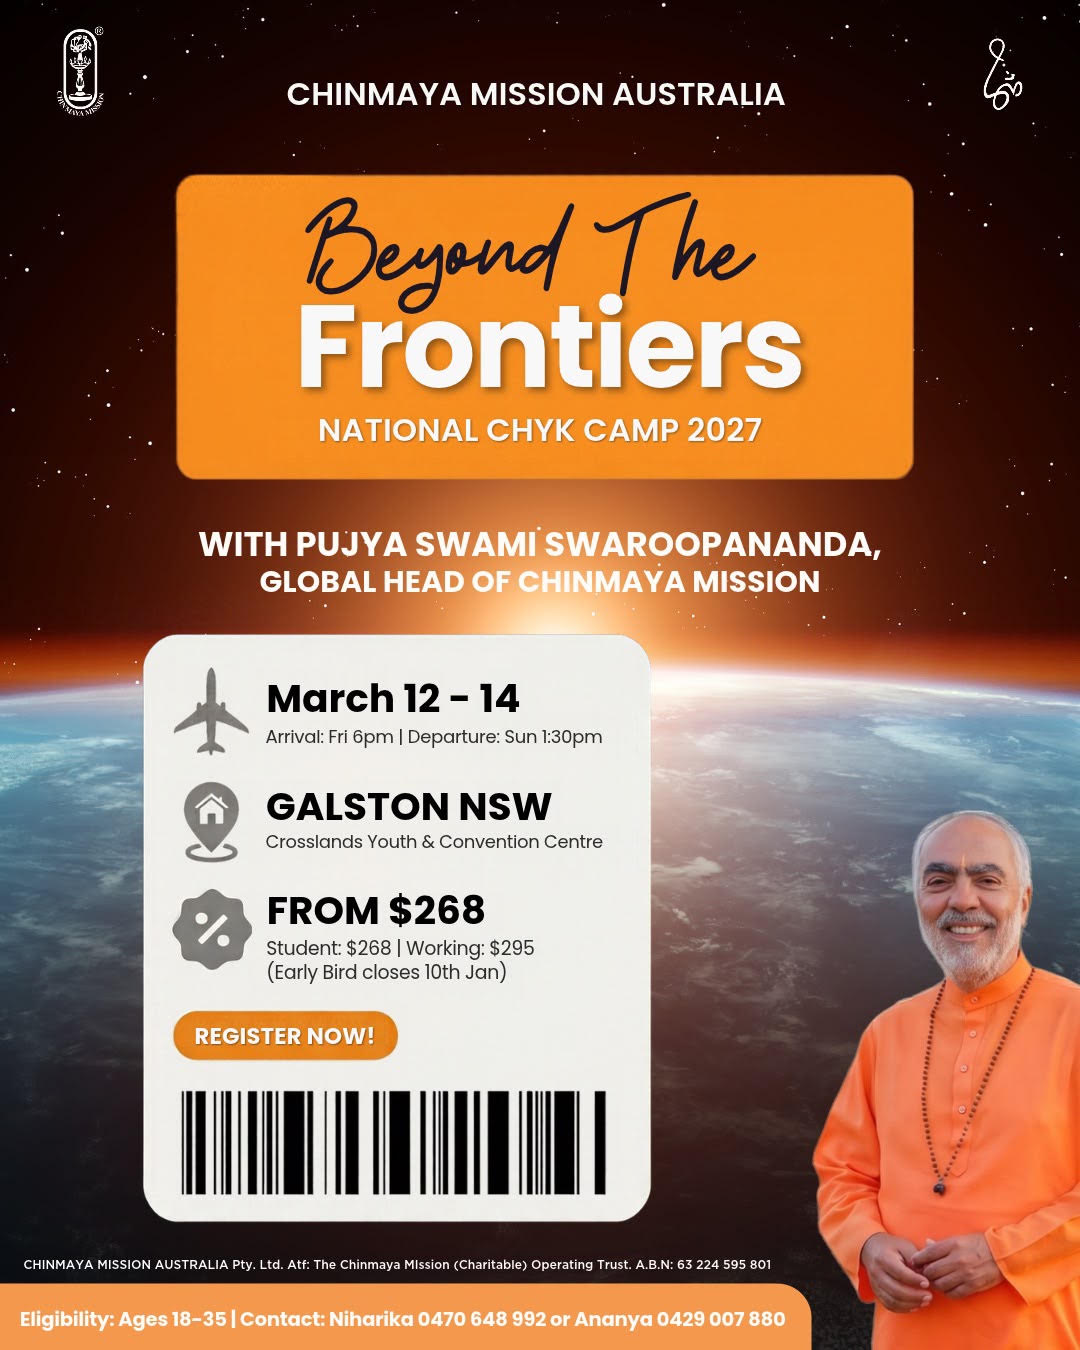 CHINMAYA MISSION
®
CHINMAYA MISSION AUSTRALIA
Beyond The
Frontiers
NATIONAL CHYK CAMP 2027
WITH PUJYA SWAMI SWAROOPANANDA,
GLOBAL HEAD OF CHINMAYA MISSION
March 12 - 14
Arrival: Fri 6pm | Departure: Sun 1:30pm
GALSTON NSW
Crosslands Youth & Convention Centre
%
FROM $268
Student: $268 | Working: $295
(Early Bird closes 10th Jan)
REGISTER NOW!
CHINMAYA MISSION AUSTRALIA Pty. Ltd. Atf: The Chinmaya MIssion (Charitable) Operating Trust. A.B.N: 63 224 595 801
Eligibility: Ages 18-35 | Contact: Niharika 0470 648 992 or Ananya 0429 007 880